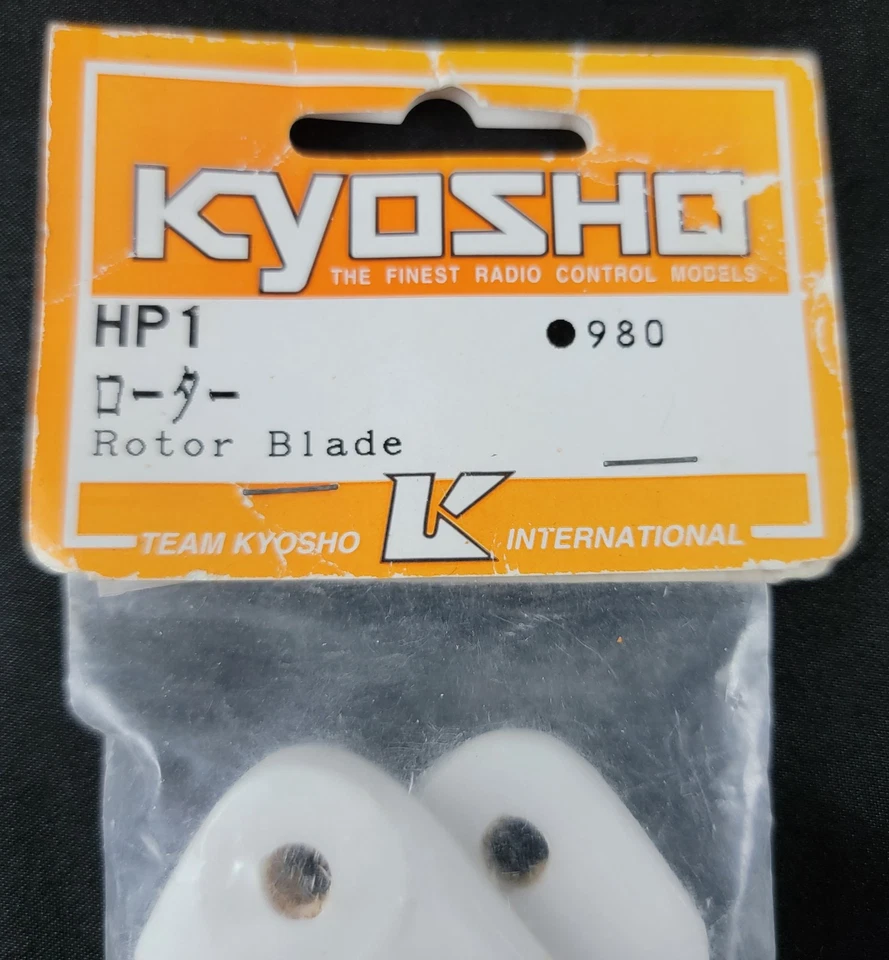 KYOSHO
THE FINEST RADIO CONTROL MODELS
HP1 ●980
ローター
Rotor Blade
TEAM KYOSHO K INTERNATIONAL